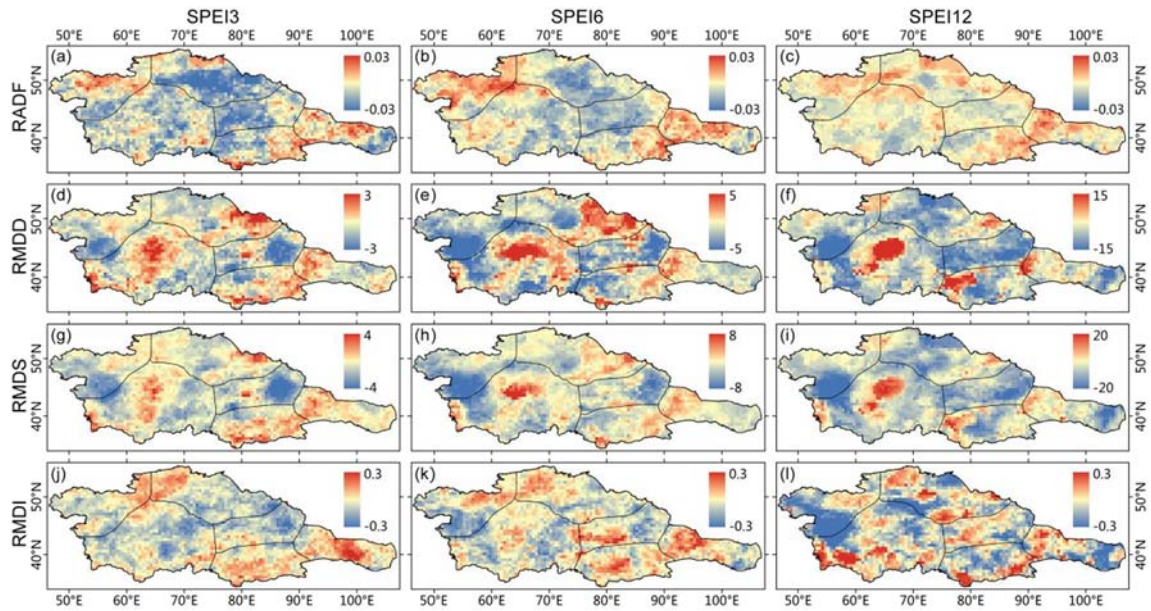 SPEI3 SPEI6 SPEI12
50°E 60°E 70°E 80°E 90°E 100°E 50°E 60°E 70°E 80°E 90°E 100°E 50°E 60°E 70°E 80°E 90°E 100°E
RADF 50°N 40°N (a) 0.03 -0.03 (b) 0.03 -0.03 (c) 0.03 -0.03 50°N 40°N
RMDD 50°N 40°N (d) 3 -3 (e) 5 -5 (f) 15 -15 50°N 40°N
RMDS 50°N 40°N (g) 4 -4 (h) 8 -8 (i) 20 -20 50°N 40°N
RMDI 50°N 40°N (j) 0.3 -0.3 (k) 0.3 -0.3 (l) 0.3 -0.3 50°N 40°N
50°E 60°E 70°E 80°E 90°E 100°E 50°E 60°E 70°E 80°E 90°E 100°E 50°E 60°E 70°E 80°E 90°E 100°E